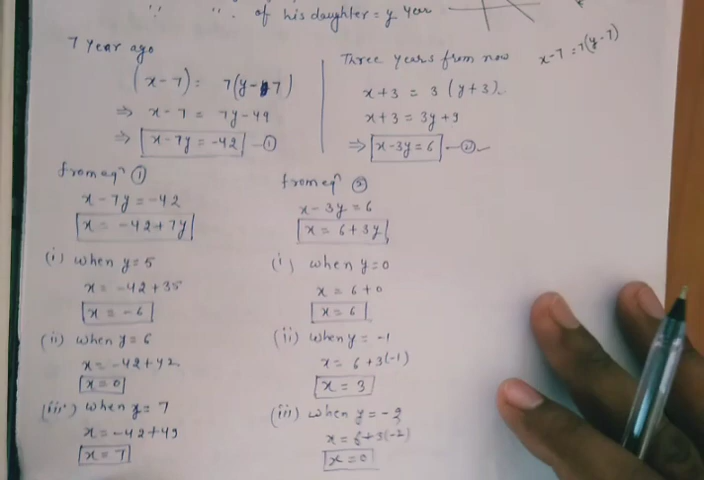 of his daughter = y Year
7 Year ago
(x-7) = 7(y-7)
⇒ x-7 = 7y-49
⇒ x-7y = -42 —①
Three years from now
x-7 = 7(y-7)
x+3 = 3(y+3)
x+3 = 3y+9
⇒ x-3y = 6 —②
from eqⁿ ①
x-7y = -42
x = -42+7y
(i) when y=5
x = -42+35
x = -6
(ii) when y=6
x = -42+42
x=0
(iii) when y=7
x = -42+49
x=7
from eqⁿ ②
x-3y=6
x = 6+3y
(i) when y=0
x = 6+0
x=6
(ii) when y=-1
x = 6+3(-1)
x = 3
(iii) when y=-2
x = 6+3(-2)
x=0